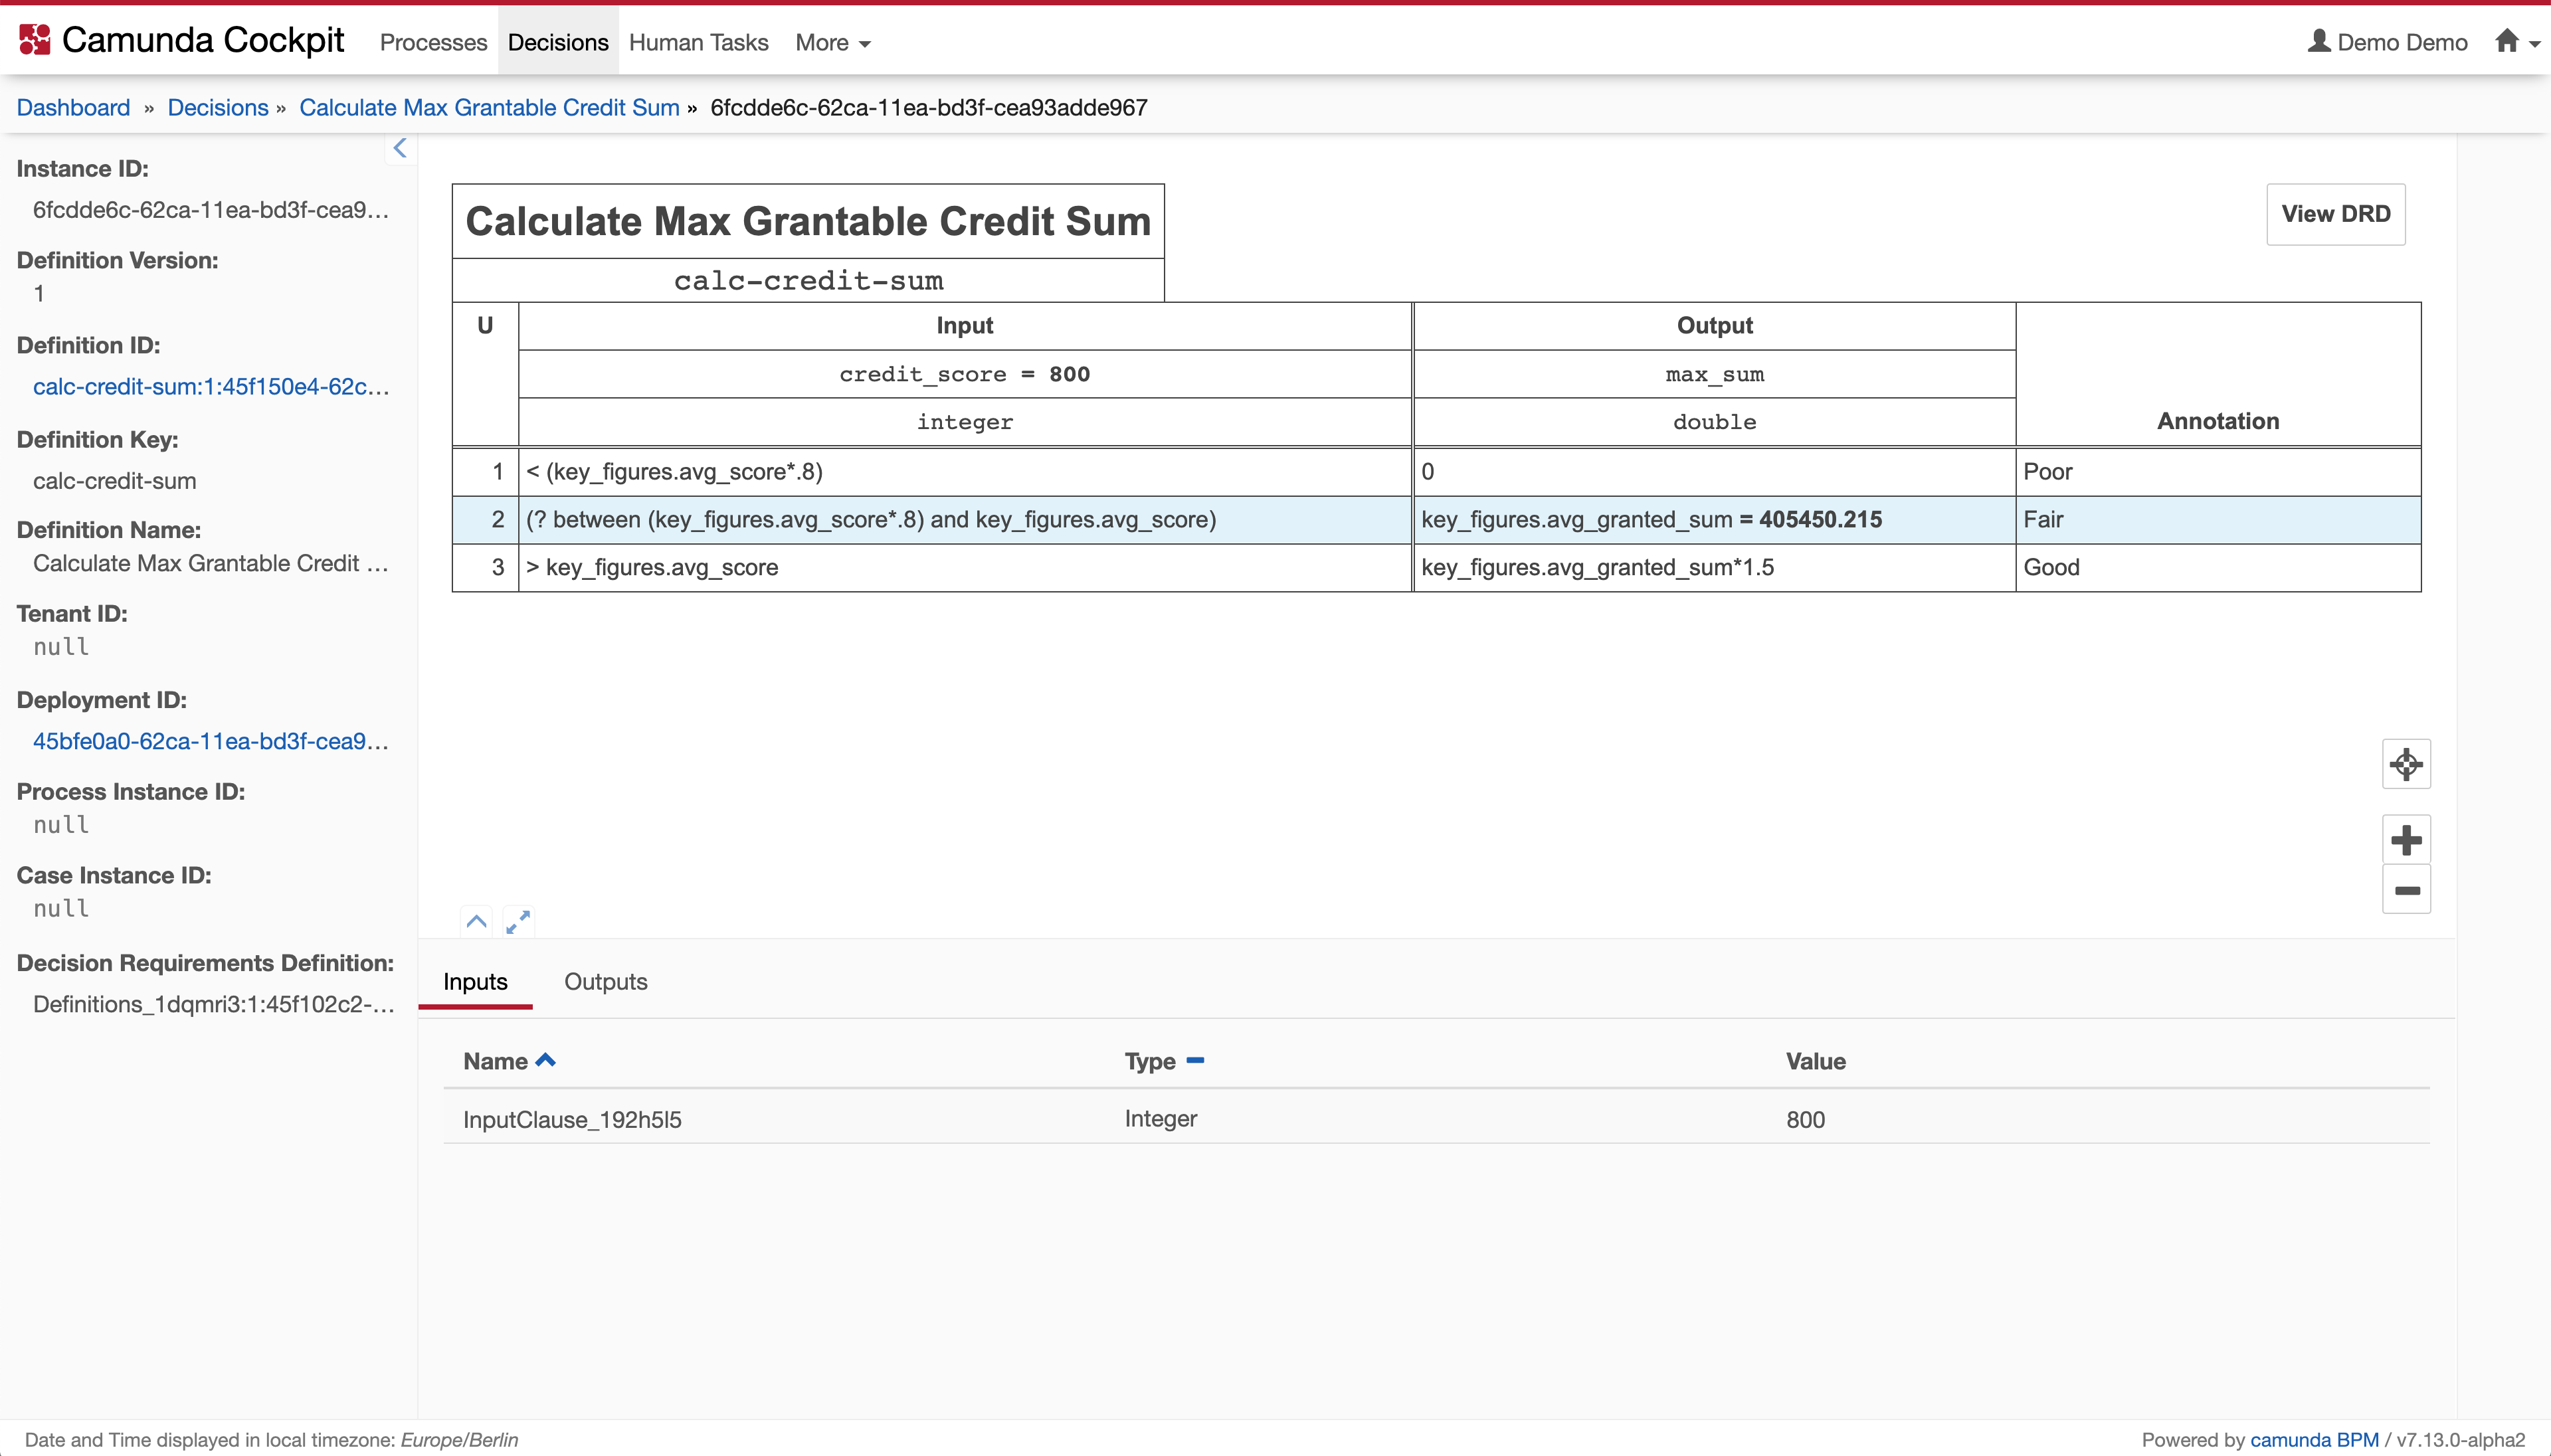 Camunda Cockpit Processes Decisions Human Tasks More Demo Demo
Dashboard » Decisions » Calculate Max Grantable Credit Sum » 6fcdde6c-62ca-11ea-bd3f-cea93adde967
Instance ID:
6fcdde6c-62ca-11ea-bd3f-cea9...
Definition Version:
1
Definition ID:
calc-credit-sum:1:45f150e4-62c...
Definition Key:
calc-credit-sum
Definition Name:
Calculate Max Grantable Credit ...
Tenant ID:
null
Deployment ID:
45bfe0a0-62ca-11ea-bd3f-cea9...
Process Instance ID:
null
Case Instance ID:
null
Decision Requirements Definition:
Definitions_1dqmri3:1:45f102c2-...
Calculate Max Grantable Credit Sum
View DRD
calc-credit-sum
U Input Output
credit_score = 800 max_sum
integer double Annotation
1 < (key_figures.avg_score*.8) 0 Poor
2 (? between (key_figures.avg_score*.8) and key_figures.avg_score) key_figures.avg_granted_sum = 405450.215 Fair
3 > key_figures.avg_score key_figures.avg_granted_sum*1.5 Good
Inputs Outputs
Name Type Value
InputClause_192h5l5 Integer 800
Date and Time displayed in local timezone: Europe/Berlin Powered by camunda BPM / v7.13.0-alpha2